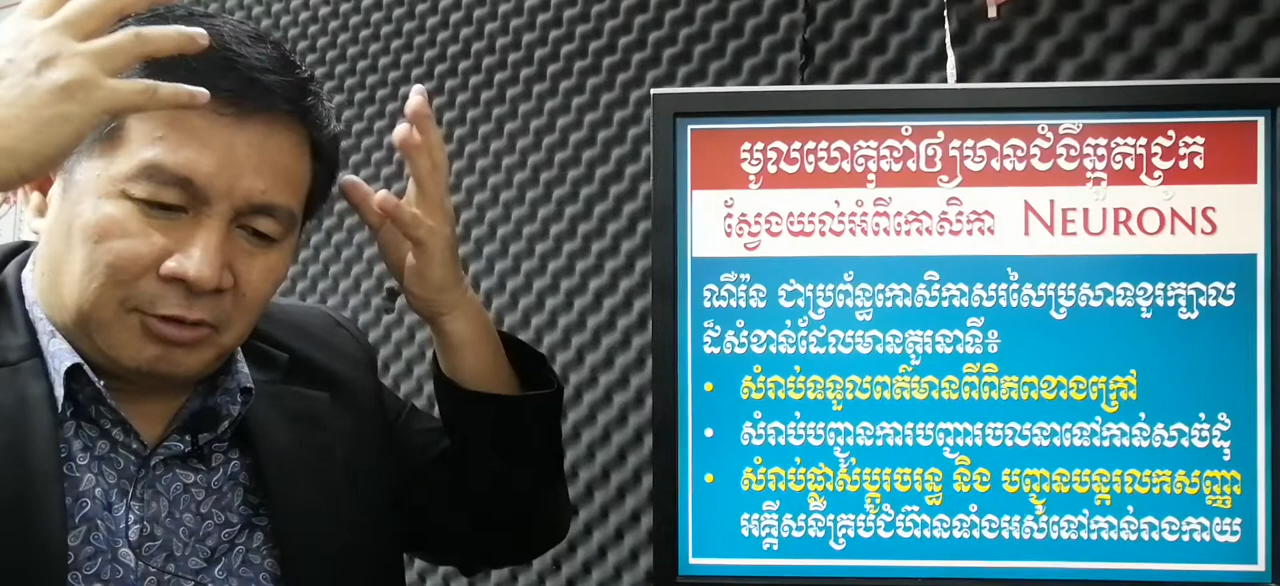 មូលហេតុនាំឲ្យមានជំងឺឆ្កួតជ្រូក
ស្វែងយល់អំពីកោសិកា NEURONS
ណឺរ៉ន ជាប្រព័ន្ធកោសិកាសរសៃប្រសាទខួរក្បាល
ដ៏សំខាន់ដែលមានតួរនាទី៖
• សំរាប់ទទួលពត៌មានពីពិភពខាងក្រៅ
• សំរាប់បញ្ជូនការបញ្ជារចលនាទៅកាន់សាច់ដុំ
• សំរាប់ផ្លាស់ប្តូរចរន្ធ និង បញ្ជូនបន្តរលកសញ្ញា
អគ្គីសនីគ្រប់ជំហ៊ានទាំងអស់ទៅកាន់រាងកាយ